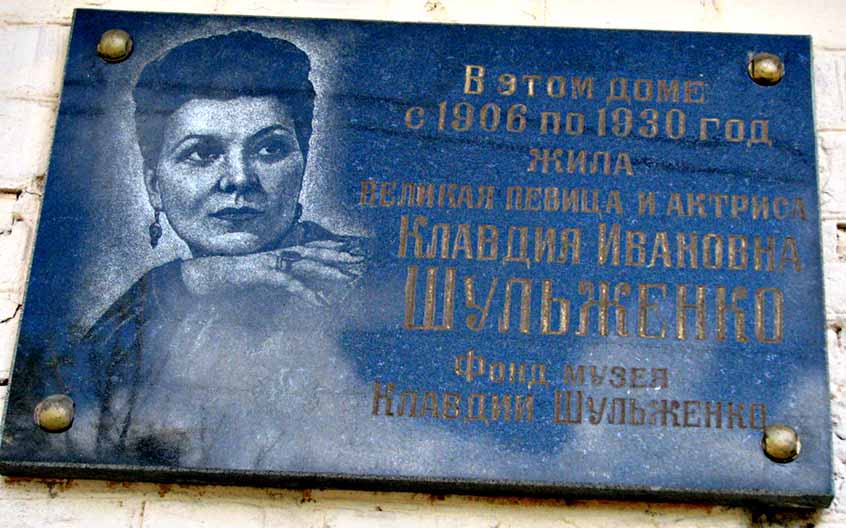 В ЭТОМ ДОМЕ
С 1906 ПО 1930 ГОД
ЖИЛА
ВЕЛИКАЯ ПЕВИЦА И АКТРИСА
КЛАВДИЯ ИВАНОВНА
ШУЛЬЖЕНКО
ФОНД МУЗЕЯ
КЛАВДИИ ШУЛЬЖЕНКО